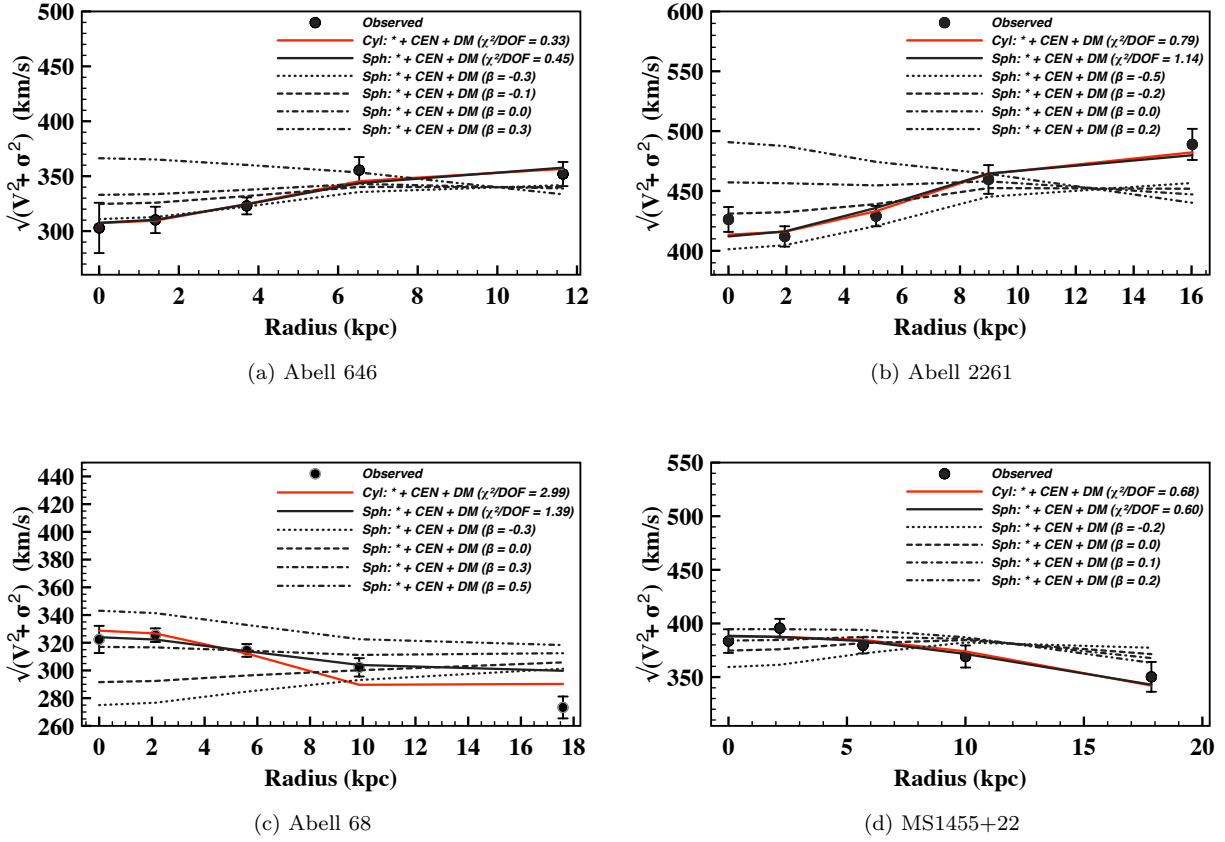 500
450
400
350
300
√(V² + σ²) (km/s)
Observed
Cyl: * + CEN + DM (χ²/DOF = 0.33)
Sph: * + CEN + DM (χ²/DOF = 0.45)
Sph: * + CEN + DM (β = -0.3)
Sph: * + CEN + DM (β = -0.1)
Sph: * + CEN + DM (β = 0.0)
Sph: * + CEN + DM (β = 0.3)
0 2 4 6 8 10 12
Radius (kpc)
(a) Abell 646
600
550
500
450
400
√(V² + σ²) (km/s)
Observed
Cyl: * + CEN + DM (χ²/DOF = 0.79)
Sph: * + CEN + DM (χ²/DOF = 1.14)
Sph: * + CEN + DM (β = -0.5)
Sph: * + CEN + DM (β = -0.2)
Sph: * + CEN + DM (β = 0.0)
Sph: * + CEN + DM (β = 0.2)
0 2 4 6 8 10 12 14 16
Radius (kpc)
(b) Abell 2261
440
420
400
380
360
340
320
300
280
260
√(V² + σ²) (km/s)
Observed
Cyl: * + CEN + DM (χ²/DOF = 2.99)
Sph: * + CEN + DM (χ²/DOF = 1.39)
Sph: * + CEN + DM (β = -0.3)
Sph: * + CEN + DM (β = 0.0)
Sph: * + CEN + DM (β = 0.3)
Sph: * + CEN + DM (β = 0.5)
0 2 4 6 8 10 12 14 16 18
Radius (kpc)
(c) Abell 68
550
500
450
400
350
√(V² + σ²) (km/s)
Observed
Cyl: * + CEN + DM (χ²/DOF = 0.68)
Sph: * + CEN + DM (χ²/DOF = 0.60)
Sph: * + CEN + DM (β = -0.2)
Sph: * + CEN + DM (β = 0.0)
Sph: * + CEN + DM (β = 0.1)
Sph: * + CEN + DM (β = 0.2)
0 5 10 15 20
Radius (kpc)
(d) MS1455+22